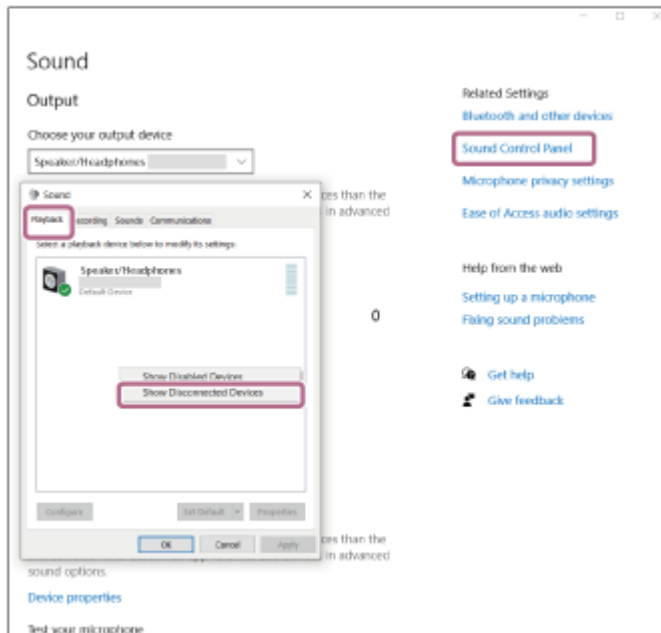 Sound
Output
Choose your output device
Speaker/Headphones
ces than the
in advanced
Sound
Playback
ecording
Sounds
Communications
Select a playback device below to modify its settings:
Speaker/Headphones
Default Device
Show Disabled Devices
Show Disconnected Devices
Configure
Set Default
Properties
OK
Cancel
Apply
0
ces than the
in advanced
sound options.
Device properties
Test your microphone
Related Settings
Bluetooth and other devices
Sound Control Panel
Microphone privacy settings
Ease of Access audio settings
Help from the web
Setting up a microphone
Fixing sound problems
Get help
Give feedback